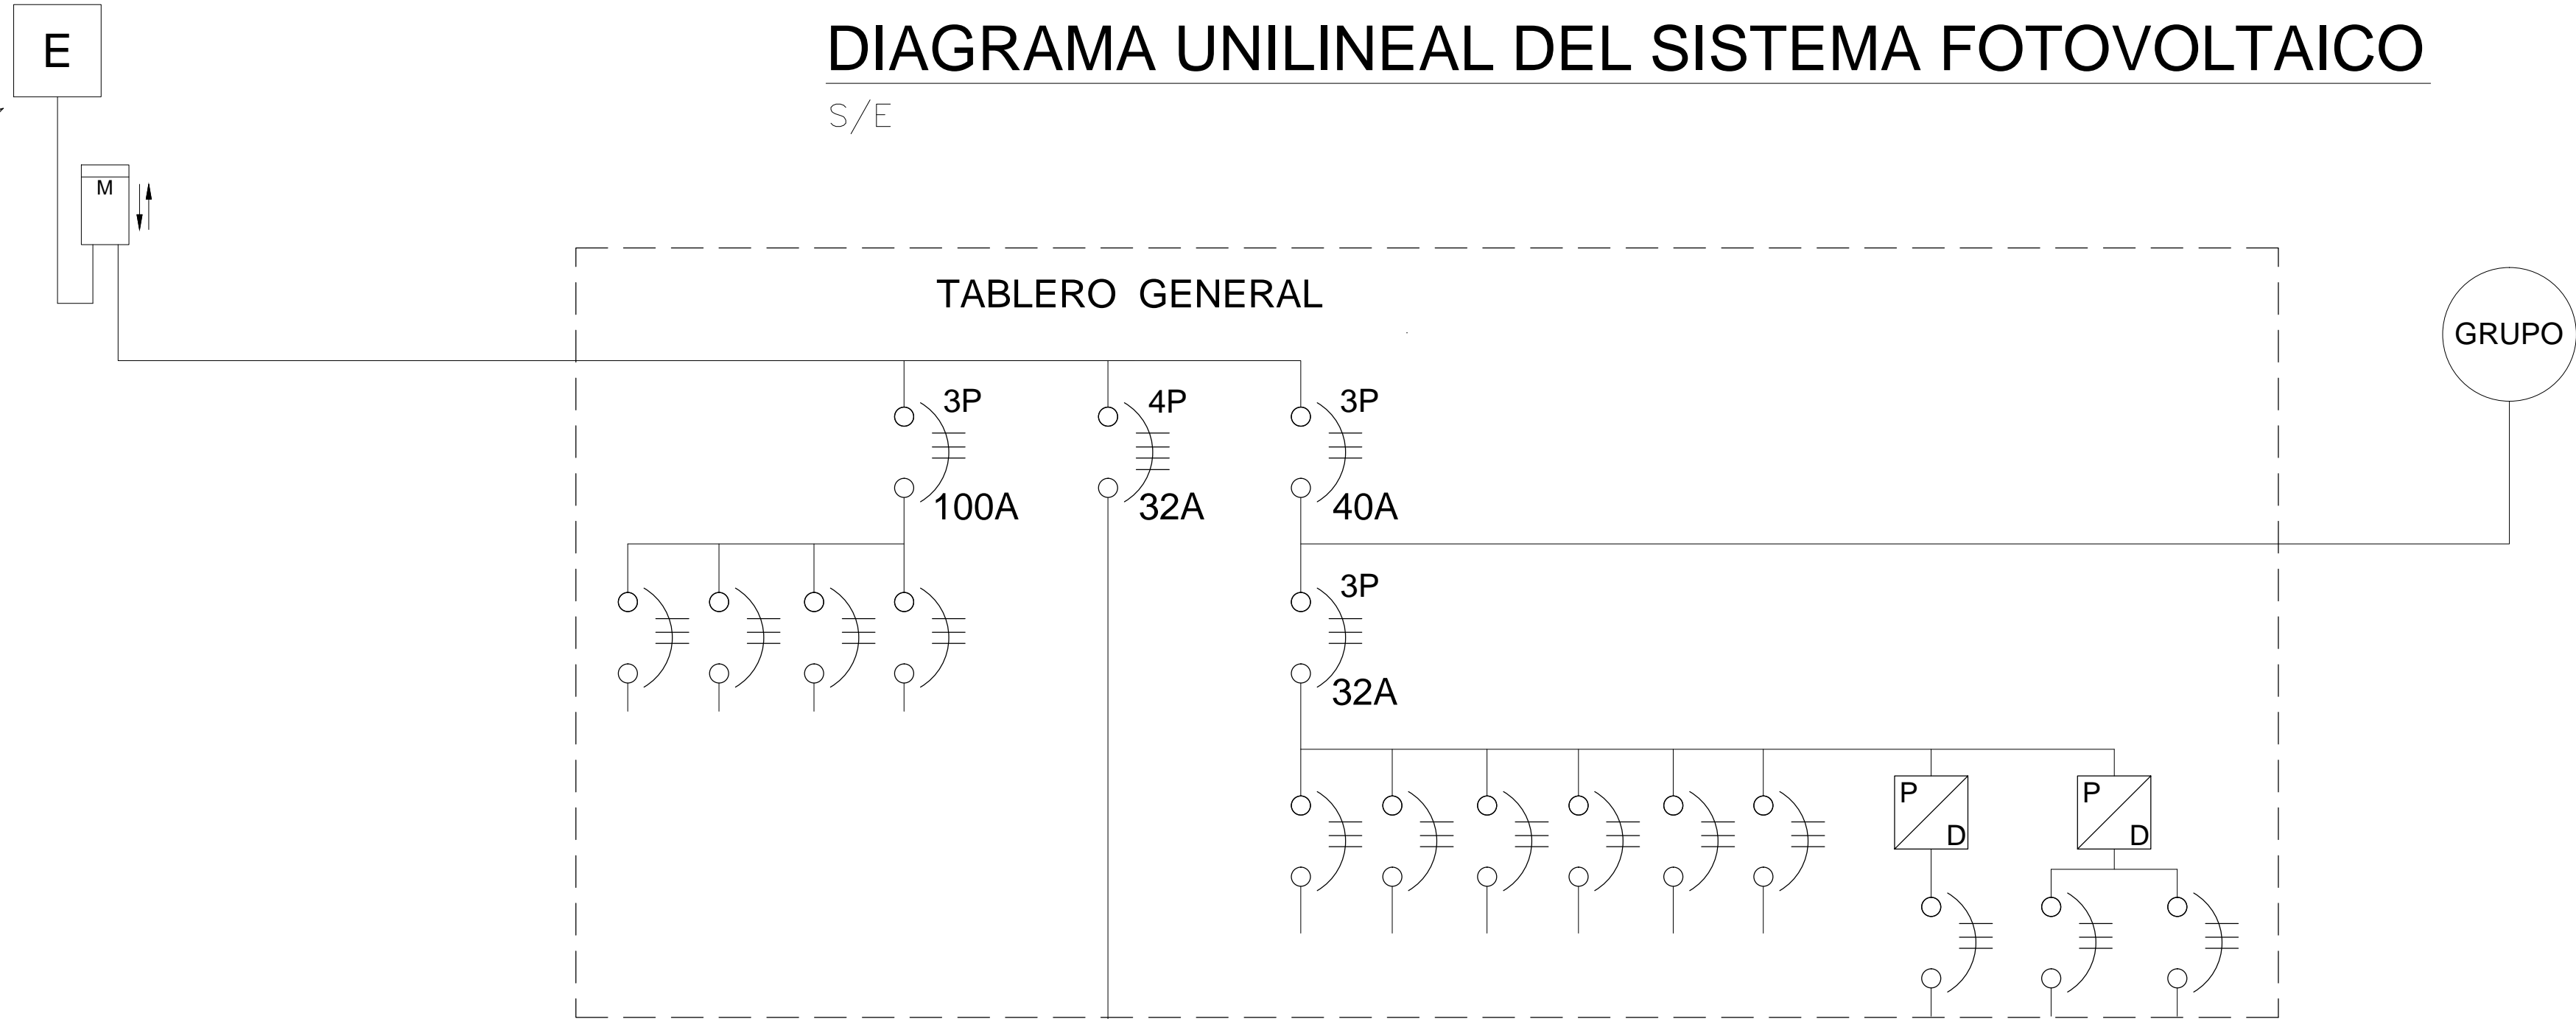 E
DIAGRAMA UNILINEAL DEL SISTEMA FOTOVOLTAICO
S/E
M
TABLERO GENERAL
GRUPO
3P
4P
3P
100A
32A
40A
3P
32A
P
D
P
D